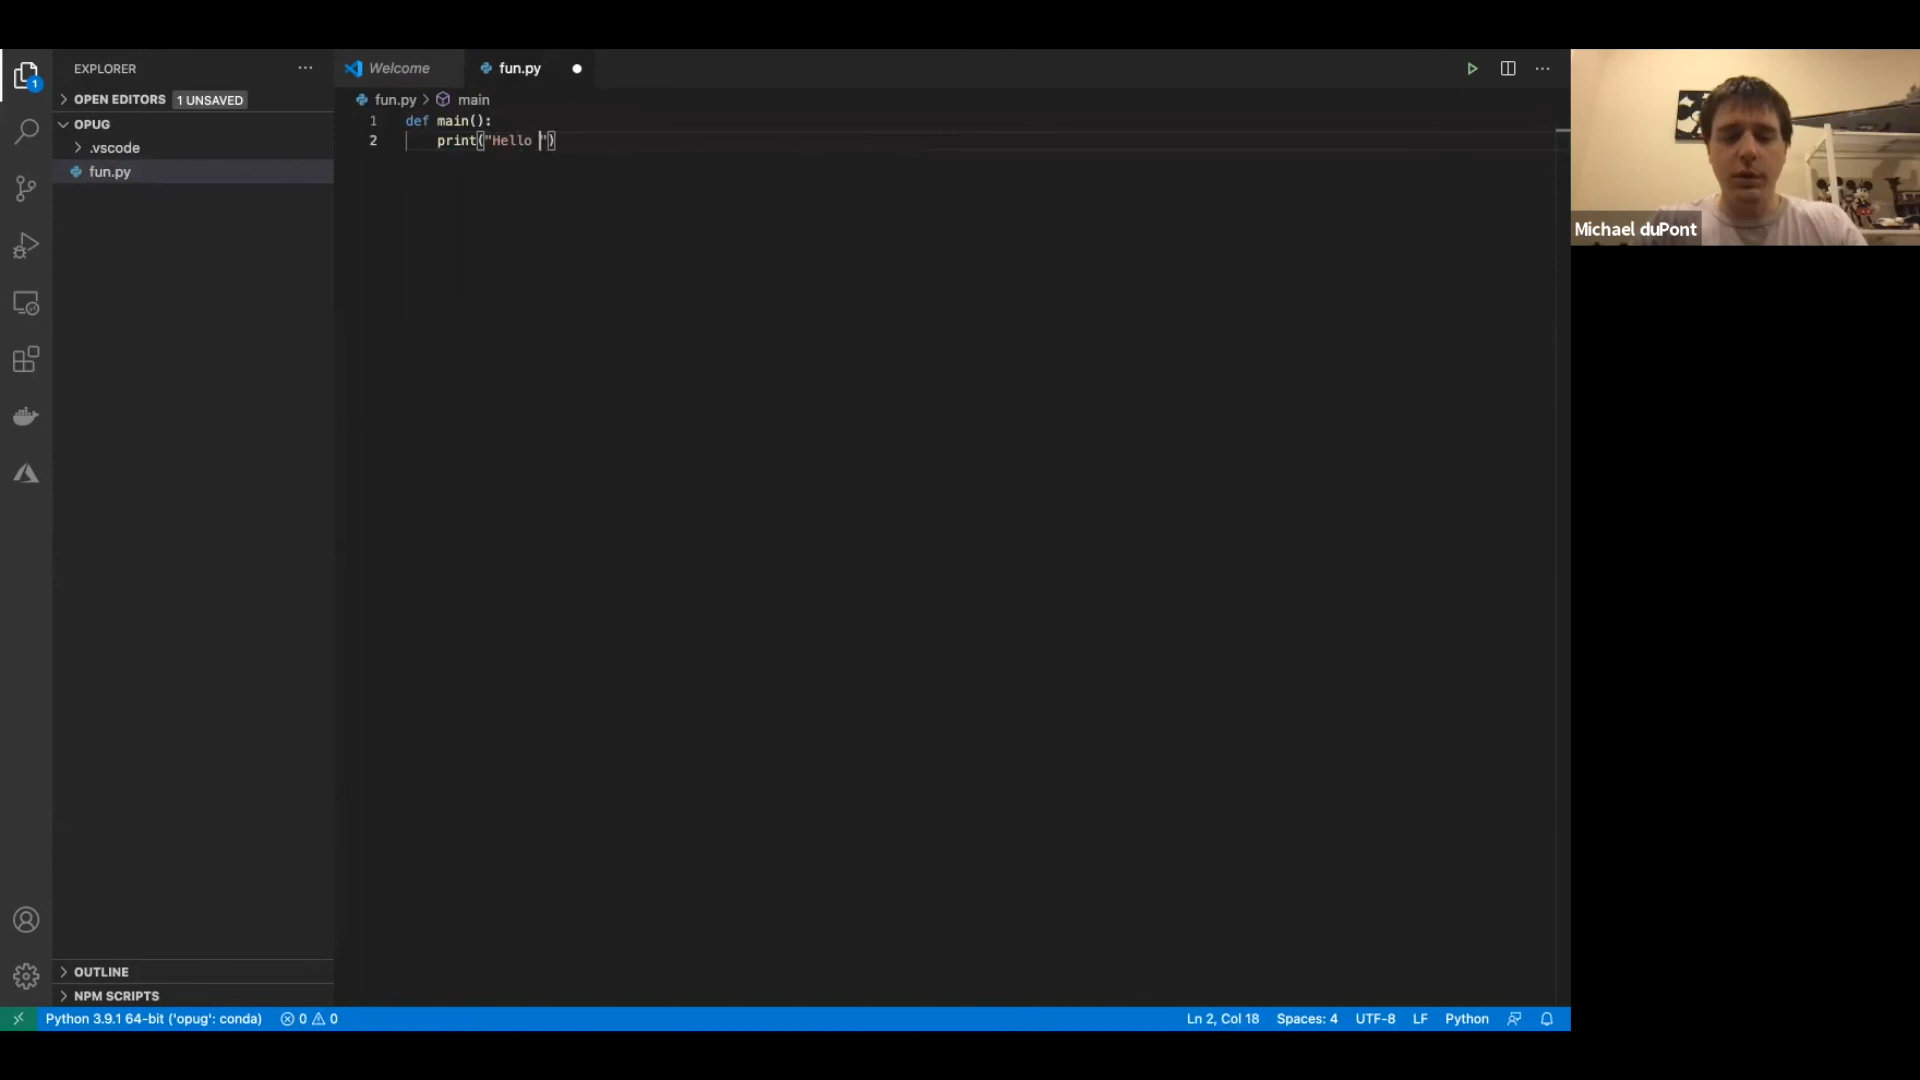 EXPLORER
1
OPEN EDITORS 1 UNSAVED
OPUG
.vscode
fun.py
OUTLINE
NPM SCRIPTS
Welcome
fun.py
fun.py > main
1 def main():
2 print("Hello ")
Michael duPont
Python 3.9.1 64-bit ('opug': conda) 0 0
Ln 2, Col 18 Spaces: 4 UTF-8 LF Python